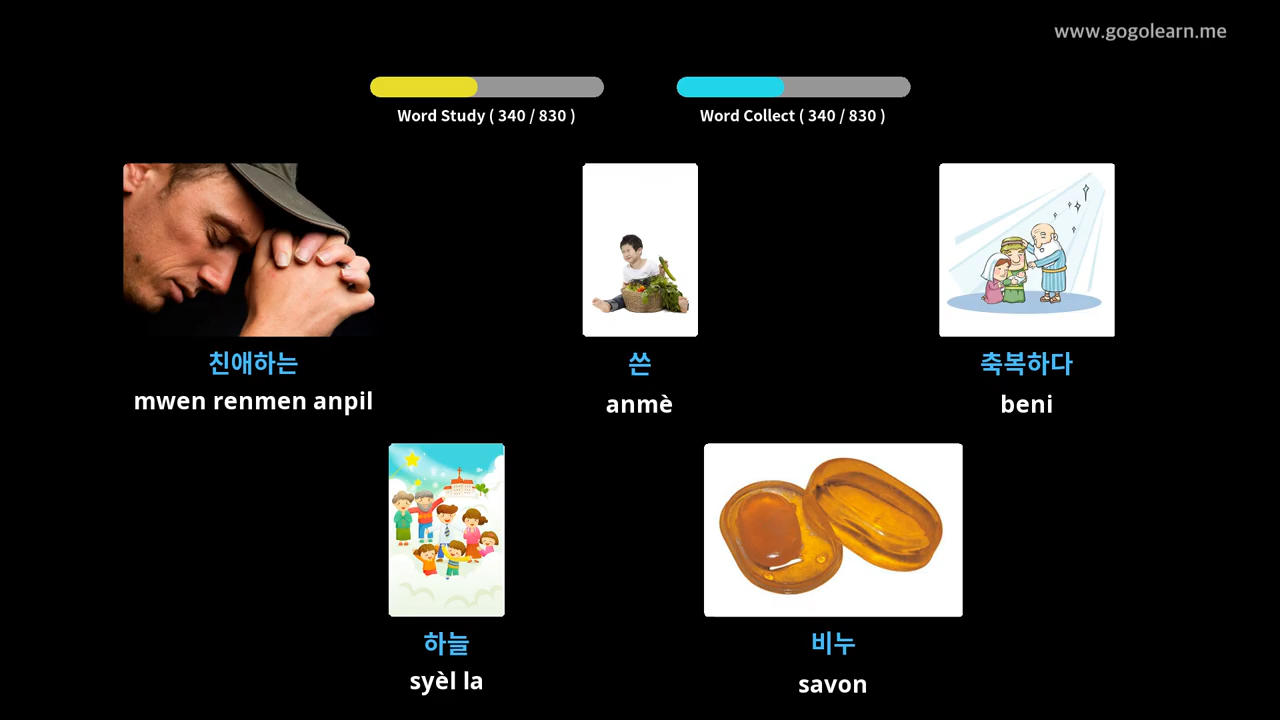 www.gogolearn.me
Word Study ( 340 / 830 )
Word Collect ( 340 / 830 )
친애하는
mwen renmen anpil
쓴
anmè
축복하다
beni
하늘
syèl la
비누
savon